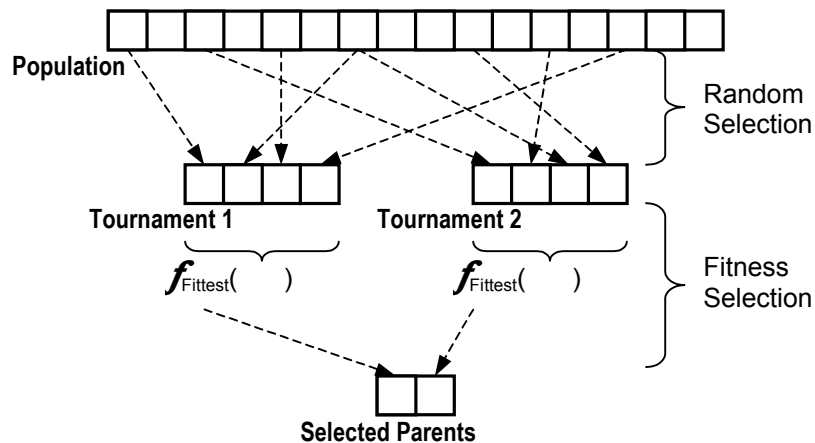 Population
Random
Selection
Tournament 1
Tournament 2
fFittest( )
fFittest( )
Fitness
Selection
Selected Parents